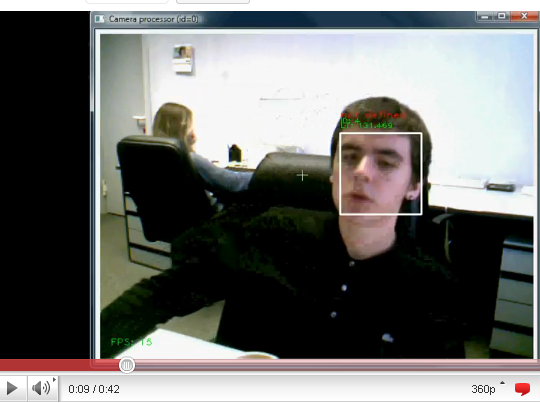 Camera processor (id=0)
FPS: 15
0:09 / 0:42
360p